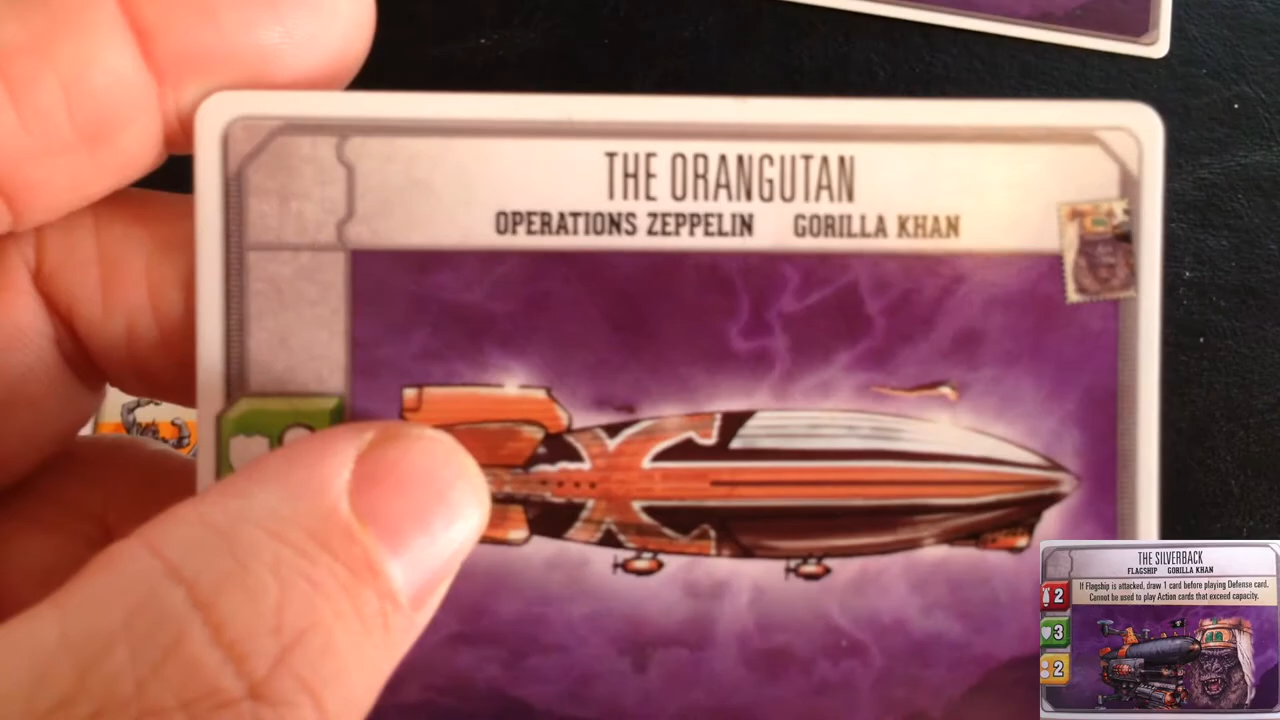 THE ORANGUTAN
OPERATIONS ZEPPELIN GORILLA KHAN
THE SILVERBACK
FLAGSHIP GORILLA KHAN
If Flagship is attacked, draw 1 card before playing Defense card.
Cannot be used to play Action cards that exceed capacity.
2
3
2